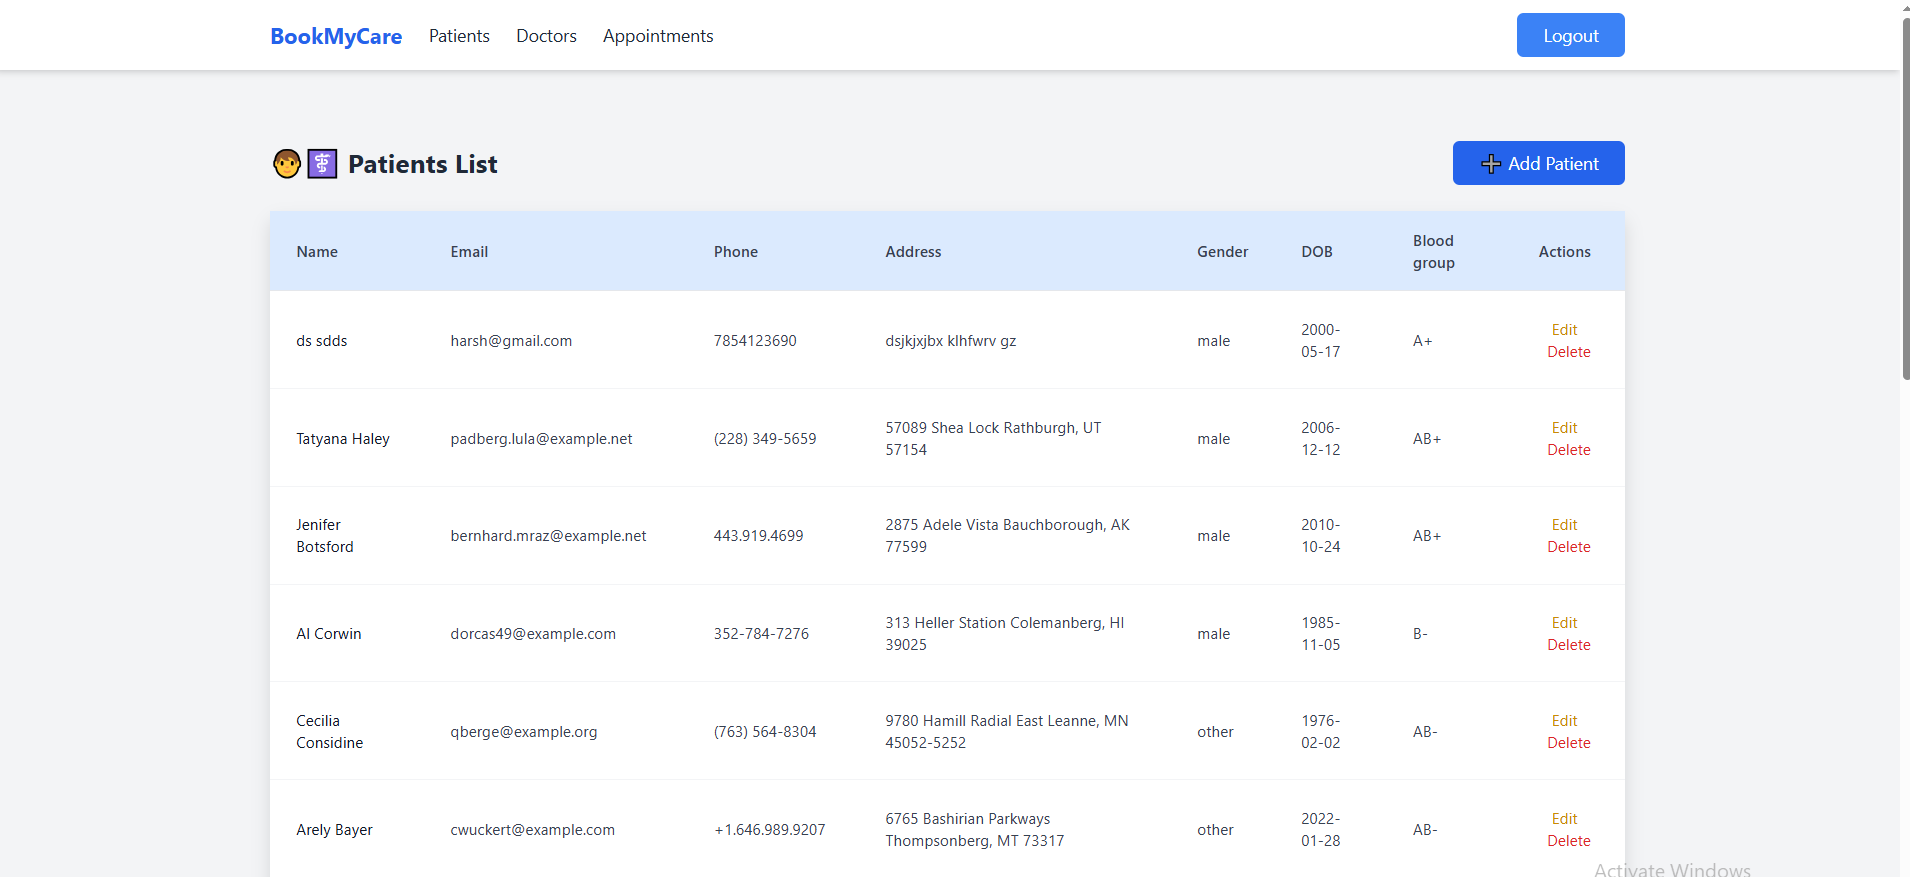 BookMyCare Patients Doctors Appointments Logout
Patients List
Add Patient
Name Email Phone Address Gender DOB Blood group Actions
ds sdds harsh@gmail.com 7854123690 dsjkjxjbx klhfwrv gz male 2000-05-17 A+ Edit Delete
Tatyana Haley padberg.lula@example.net (228) 349-5659 57089 Shea Lock Rathburgh, UT 57154 male 2006-12-12 AB+ Edit Delete
Jenifer Botsford bernhard.mraz@example.net 443.919.4699 2875 Adele Vista Bauchborough, AK 77599 male 2010-10-24 AB+ Edit Delete
Al Corwin dorcas49@example.com 352-784-7276 313 Heller Station Colemanberg, HI 39025 male 1985-11-05 B- Edit Delete
Cecilia Considine qberge@example.org (763) 564-8304 9780 Hamill Radial East Leanne, MN 45052-5252 other 1976-02-02 AB- Edit Delete
Arely Bayer cwuckert@example.com +1.646.989.9207 6765 Bashirian Parkways Thompsonberg, MT 73317 other 2022-01-28 AB- Edit Delete
Activate Windows